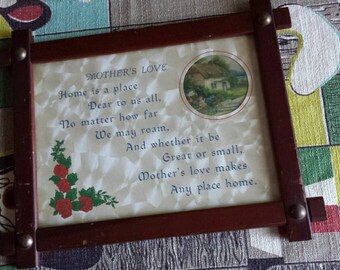 MOTHER'S LOVE
Home is a place
Dear to us all,
No matter how far
We may roam,
And whether it be
Great or small,
Mother's love makes
Any place home.